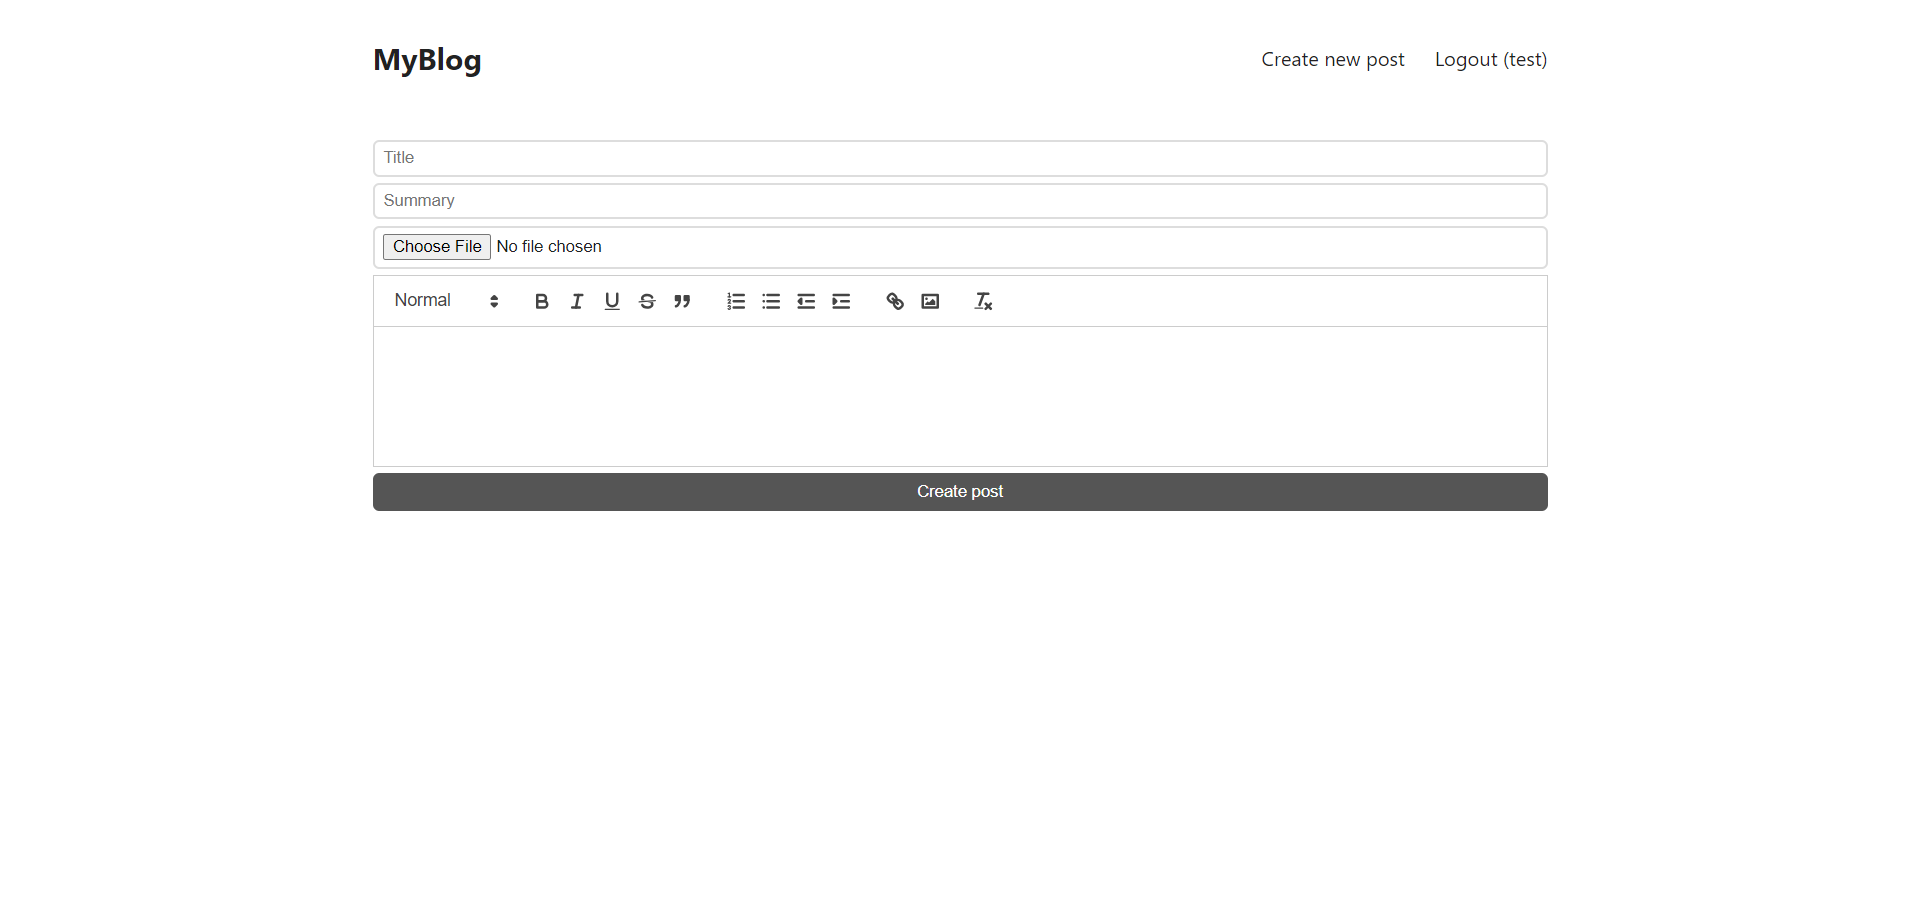 MyBlog
Create new post Logout (test)
Title
Summary
Choose File No file chosen
Normal
Create post